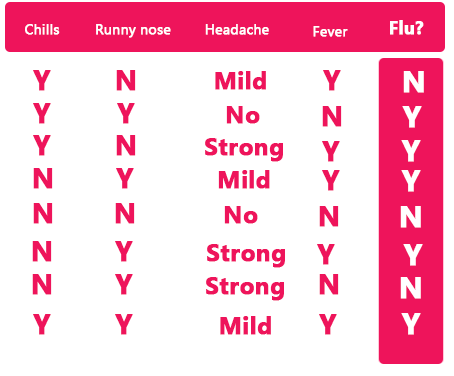 Chills Runny nose Headache Fever Flu?
Y N Mild Y N
Y Y No N Y
Y N Strong Y Y
N Y Mild Y Y
N N No N N
N Y Strong Y Y
N Y Strong N N
Y Y Mild Y Y